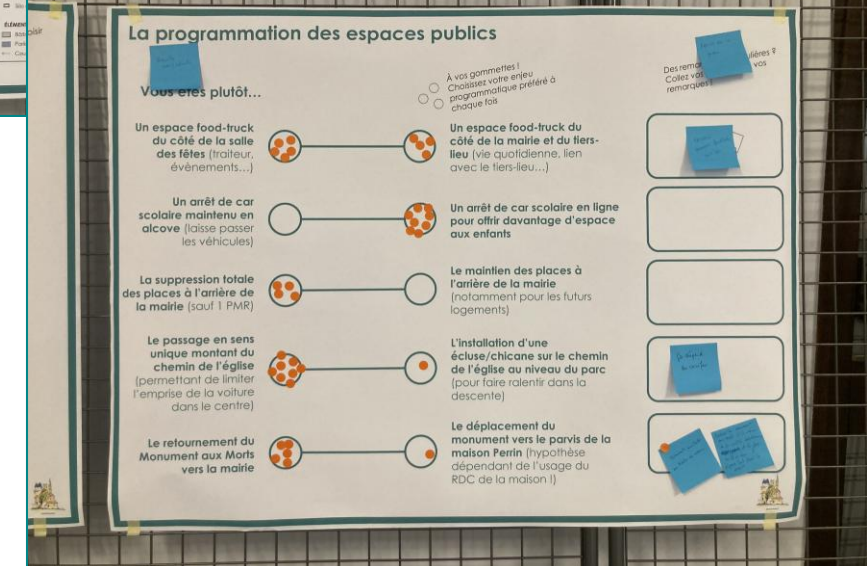 La programmation des espaces publics
Vous êtes plutôt...
À vos gommettes !
Choisissez votre enjeu
programmatique préféré à
chaque fois
Des
Collez vos vos
remarques !
Un espace food-truck
du côté de la salle
des fêtes (traiteur,
évènements...)
Un espace food-truck du
côté de la mairie et du tiers-
lieu (vie quotidienne, lien
avec le tiers-lieu...)
Un arrêt de car
scolaire maintenu en
alcove (laisse passer
les véhicules)
Un arrêt de car scolaire en ligne
pour offrir davantage d'espace
aux enfants
La suppression totale
des places à l'arrière de
la mairie (sauf 1 PMR)
Le maintien des places à
l'arrière de la mairie
(notamment pour les futurs
logements)
Le passage en sens
unique montant du
chemin de l'église
(permettant de limiter
l'emprise de la voiture
dans le centre)
L'installation d'une
écluse/chicane sur le chemin
de l'église au niveau du parc
(pour faire ralentir dans la
descente)
Le retournement du
Monument aux Morts
vers la mairie
Le déplacement du
monument vers le parvis de la
maison Perrin (hypothèse
dépendant de l'usage du
RDC de la maison !)